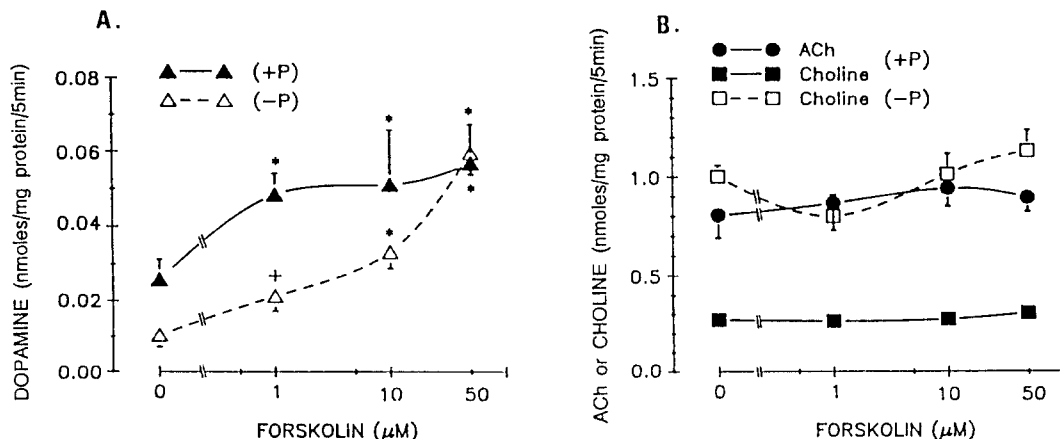 A.
(+P)
(−P)
DOPAMINE (nmoles/mg protein/5min)
0.08
0.06
0.04
0.02
0.00
*
*
*
*
*
+
0
1
10
50
FORSKOLIN (μM)
B.
ACh (+P)
Choline
Choline (−P)
ACh or CHOLINE (nmoles/mg protein/5min)
1.5
1.0
0.5
0.0
0
1
10
50
FORSKOLIN (μM)